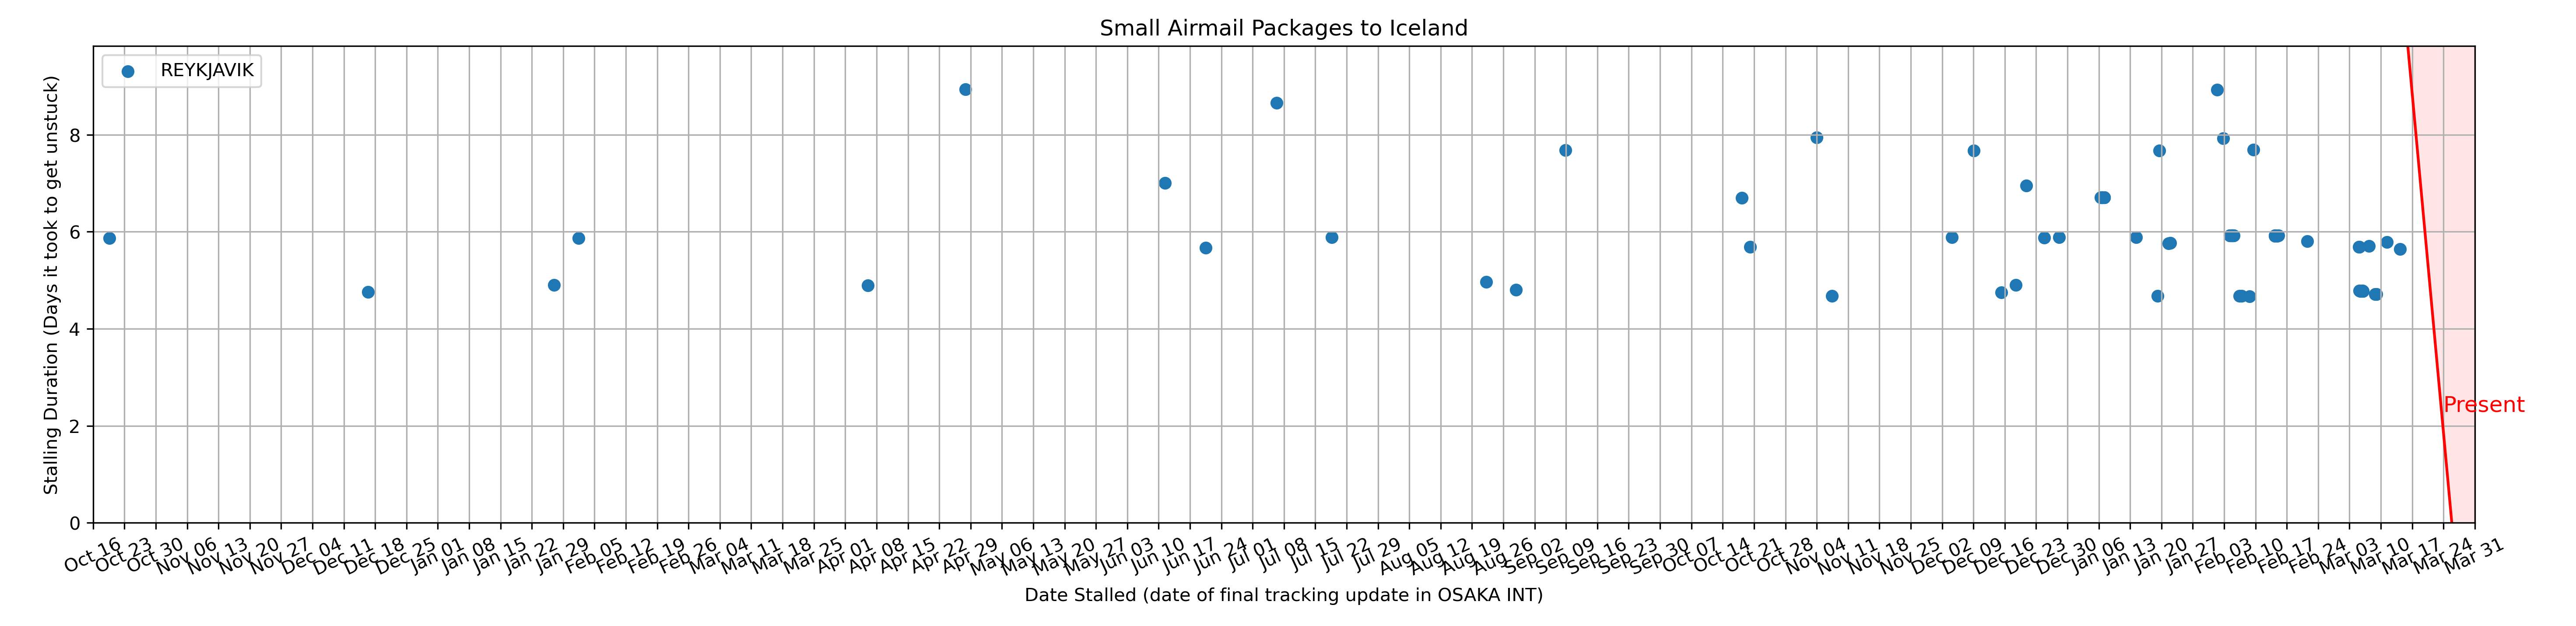 Small Airmail Packages to Iceland
REYKJAVIK
Stalling Duration (Days it took to get unstuck)
8
6
4
2
0
Present
Oct 16
Oct 23
Oct 30
Nov 06
Nov 13
Nov 20
Nov 27
Dec 04
Dec 11
Dec 18
Dec 25
Jan 01
Jan 08
Jan 15
Jan 22
Jan 29
Feb 05
Feb 12
Feb 19
Feb 26
Mar 04
Mar 11
Mar 18
Mar 25
Apr 01
Apr 08
Apr 15
Apr 22
Apr 29
May 06
May 13
May 20
May 27
Jun 03
Jun 10
Jun 17
Jun 24
Jul 01
Jul 08
Jul 15
Jul 22
Jul 29
Aug 05
Aug 12
Aug 19
Aug 26
Sep 02
Sep 09
Sep 16
Sep 23
Sep 30
Oct 07
Oct 14
Oct 21
Oct 28
Nov 04
Nov 11
Nov 18
Nov 25
Dec 02
Dec 09
Dec 16
Dec 23
Dec 30
Jan 06
Jan 13
Jan 20
Jan 27
Feb 03
Feb 10
Feb 17
Feb 24
Mar 03
Mar 10
Mar 17
Mar 24
Mar 31
Date Stalled (date of final tracking update in OSAKA INT)